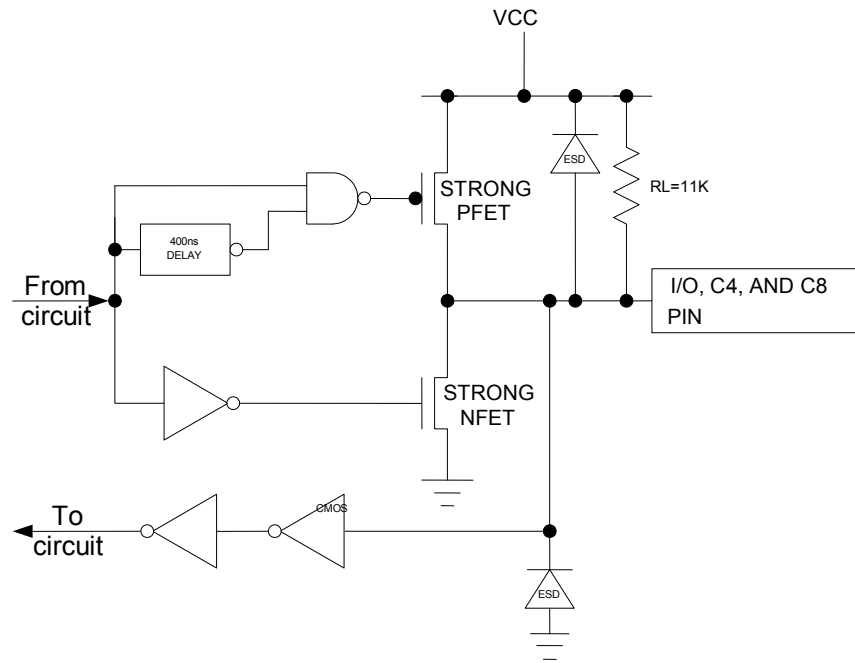 VCC
ESD
RL=11K
STRONG
PFET
400ns
DELAY
From
circuit
I/O, C4, AND C8
PIN
STRONG
NFET
CMOS
To
circuit
ESD